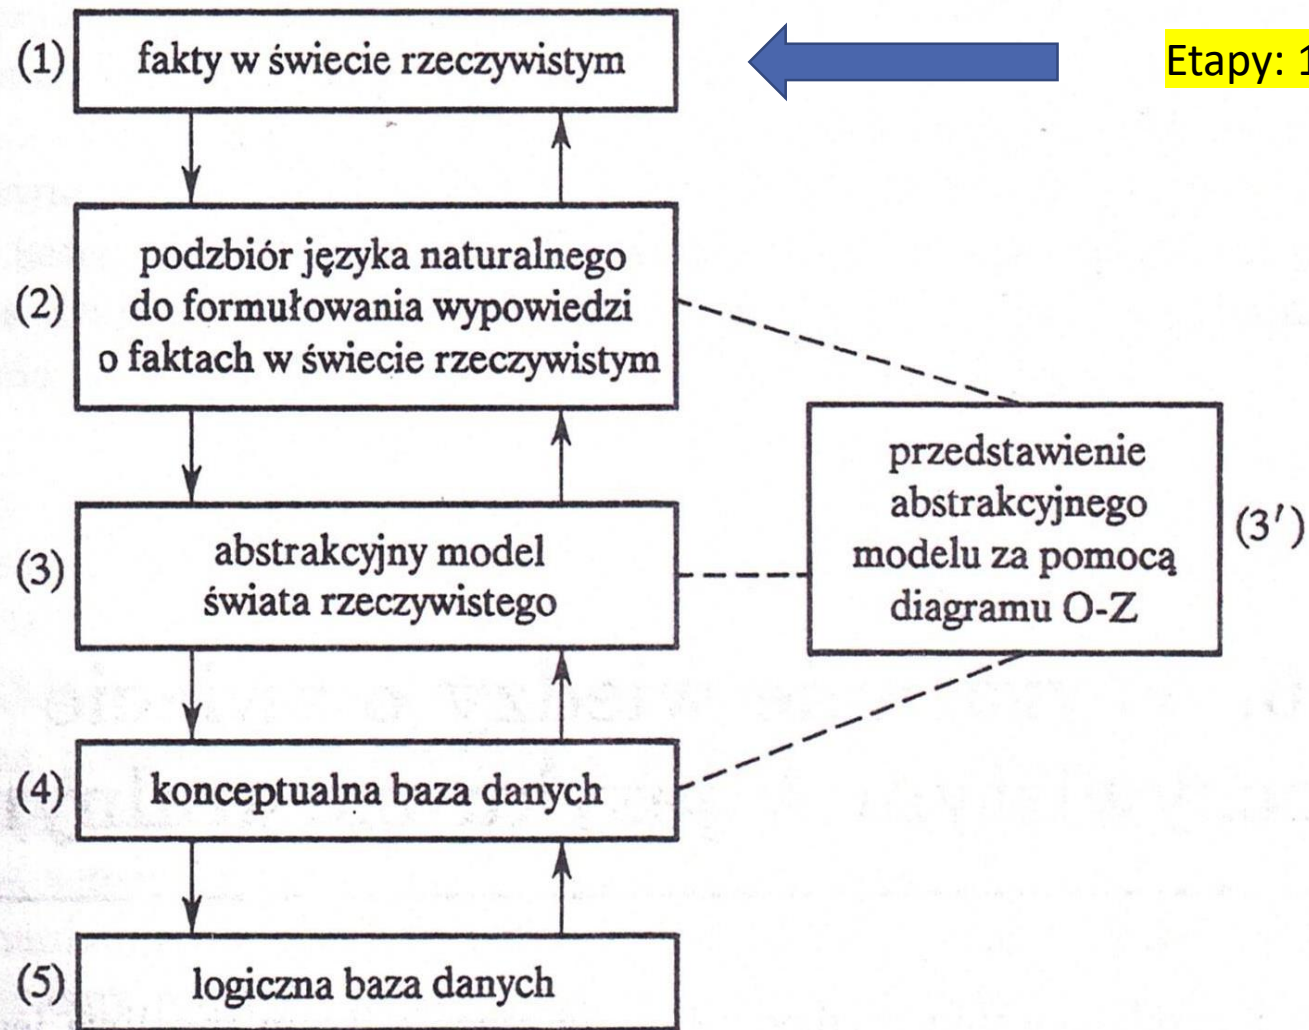 (1) fakty w świecie rzeczywistym
Etapy: 1
podzbiór języka naturalnego
(2) do formułowania wypowiedzi
o faktach w świecie rzeczywistym
przedstawienie
abstrakcyjnego
modelu za pomocą
diagramu O-Z
(3')
(3) abstrakcyjny model
świata rzeczywistego
(4) konceptualna baza danych
(5) logiczna baza danych